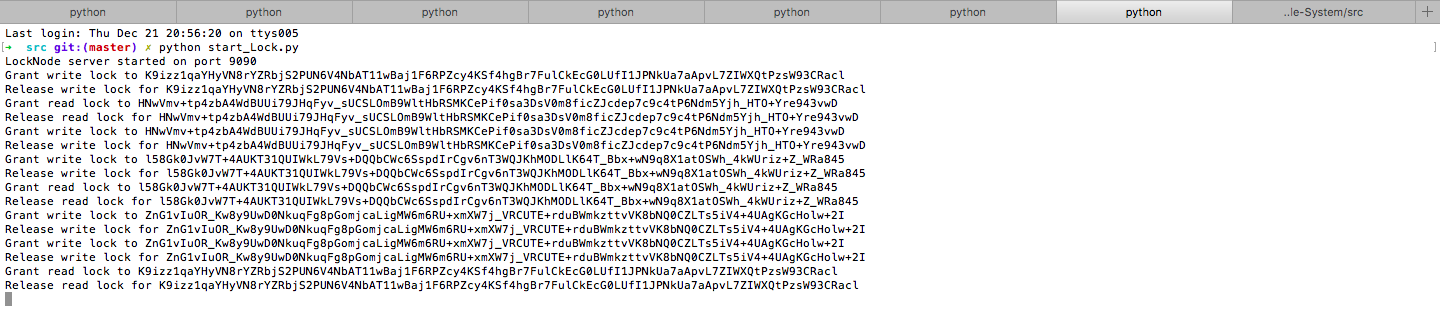 python python python python python python python ..le-System/src +
Last login: Thu Dec 21 20:56:20 on ttys005
[➜ src git:(master) ✗ python start_Lock.py ]
LockNode server started on port 9090
Grant write lock to K9izz1qaYHyVN8rYZRbjS2PUN6V4NbAT11wBaj1F6RPZcy4KSf4hgBr7FulCkEcG0LUfI1JPNkUa7aApvL7ZIWXQtPzsW93CRacl
Release write lock for K9izz1qaYHyVN8rYZRbjS2PUN6V4NbAT11wBaj1F6RPZcy4KSf4hgBr7FulCkEcG0LUfI1JPNkUa7aApvL7ZIWXQtPzsW93CRacl
Grant read lock to HNwVmv+tp4zbA4WdBUUi79JHqFyv_sUCSLOmB9WltHbRSMKCePif0sa3DsV0m8ficZJcdep7c9c4tP6Ndm5Yjh_HTO+Yre943vwD
Release read lock for HNwVmv+tp4zbA4WdBUUi79JHqFyv_sUCSLOmB9WltHbRSMKCePif0sa3DsV0m8ficZJcdep7c9c4tP6Ndm5Yjh_HTO+Yre943vwD
Grant write lock to HNwVmv+tp4zbA4WdBUUi79JHqFyv_sUCSLOmB9WltHbRSMKCePif0sa3DsV0m8ficZJcdep7c9c4tP6Ndm5Yjh_HTO+Yre943vwD
Release write lock for HNwVmv+tp4zbA4WdBUUi79JHqFyv_sUCSLOmB9WltHbRSMKCePif0sa3DsV0m8ficZJcdep7c9c4tP6Ndm5Yjh_HTO+Yre943vwD
Grant write lock to l58Gk0JvW7T+4AUKT31QUIWkL79Vs+DQQbCWc6SspdIrCgv6nT3WQJKhMODLlK64T_Bbx+wN9q8X1atOSWh_4kWUriz+Z_WRa845
Release write lock for l58Gk0JvW7T+4AUKT31QUIWkL79Vs+DQQbCWc6SspdIrCgv6nT3WQJKhMODLlK64T_Bbx+wN9q8X1atOSWh_4kWUriz+Z_WRa845
Grant read lock to l58Gk0JvW7T+4AUKT31QUIWkL79Vs+DQQbCWc6SspdIrCgv6nT3WQJKhMODLlK64T_Bbx+wN9q8X1atOSWh_4kWUriz+Z_WRa845
Release read lock for l58Gk0JvW7T+4AUKT31QUIWkL79Vs+DQQbCWc6SspdIrCgv6nT3WQJKhMODLlK64T_Bbx+wN9q8X1atOSWh_4kWUriz+Z_WRa845
Grant write lock to ZnG1vIuOR_Kw8y9UwD0NkuqFg8pGomjcaLigMW6m6RU+xmXW7j_VRCUTE+rduBWmkzttvVK8bNQ0CZLTs5iV4+4UAgKGcHolw+2I
Release write lock for ZnG1vIuOR_Kw8y9UwD0NkuqFg8pGomjcaLigMW6m6RU+xmXW7j_VRCUTE+rduBWmkzttvVK8bNQ0CZLTs5iV4+4UAgKGcHolw+2I
Grant write lock to ZnG1vIuOR_Kw8y9UwD0NkuqFg8pGomjcaLigMW6m6RU+xmXW7j_VRCUTE+rduBWmkzttvVK8bNQ0CZLTs5iV4+4UAgKGcHolw+2I
Release write lock for ZnG1vIuOR_Kw8y9UwD0NkuqFg8pGomjcaLigMW6m6RU+xmXW7j_VRCUTE+rduBWmkzttvVK8bNQ0CZLTs5iV4+4UAgKGcHolw+2I
Grant read lock to K9izz1qaYHyVN8rYZRbjS2PUN6V4NbAT11wBaj1F6RPZcy4KSf4hgBr7FulCkEcG0LUfI1JPNkUa7aApvL7ZIWXQtPzsW93CRacl
Release read lock for K9izz1qaYHyVN8rYZRbjS2PUN6V4NbAT11wBaj1F6RPZcy4KSf4hgBr7FulCkEcG0LUfI1JPNkUa7aApvL7ZIWXQtPzsW93CRacl